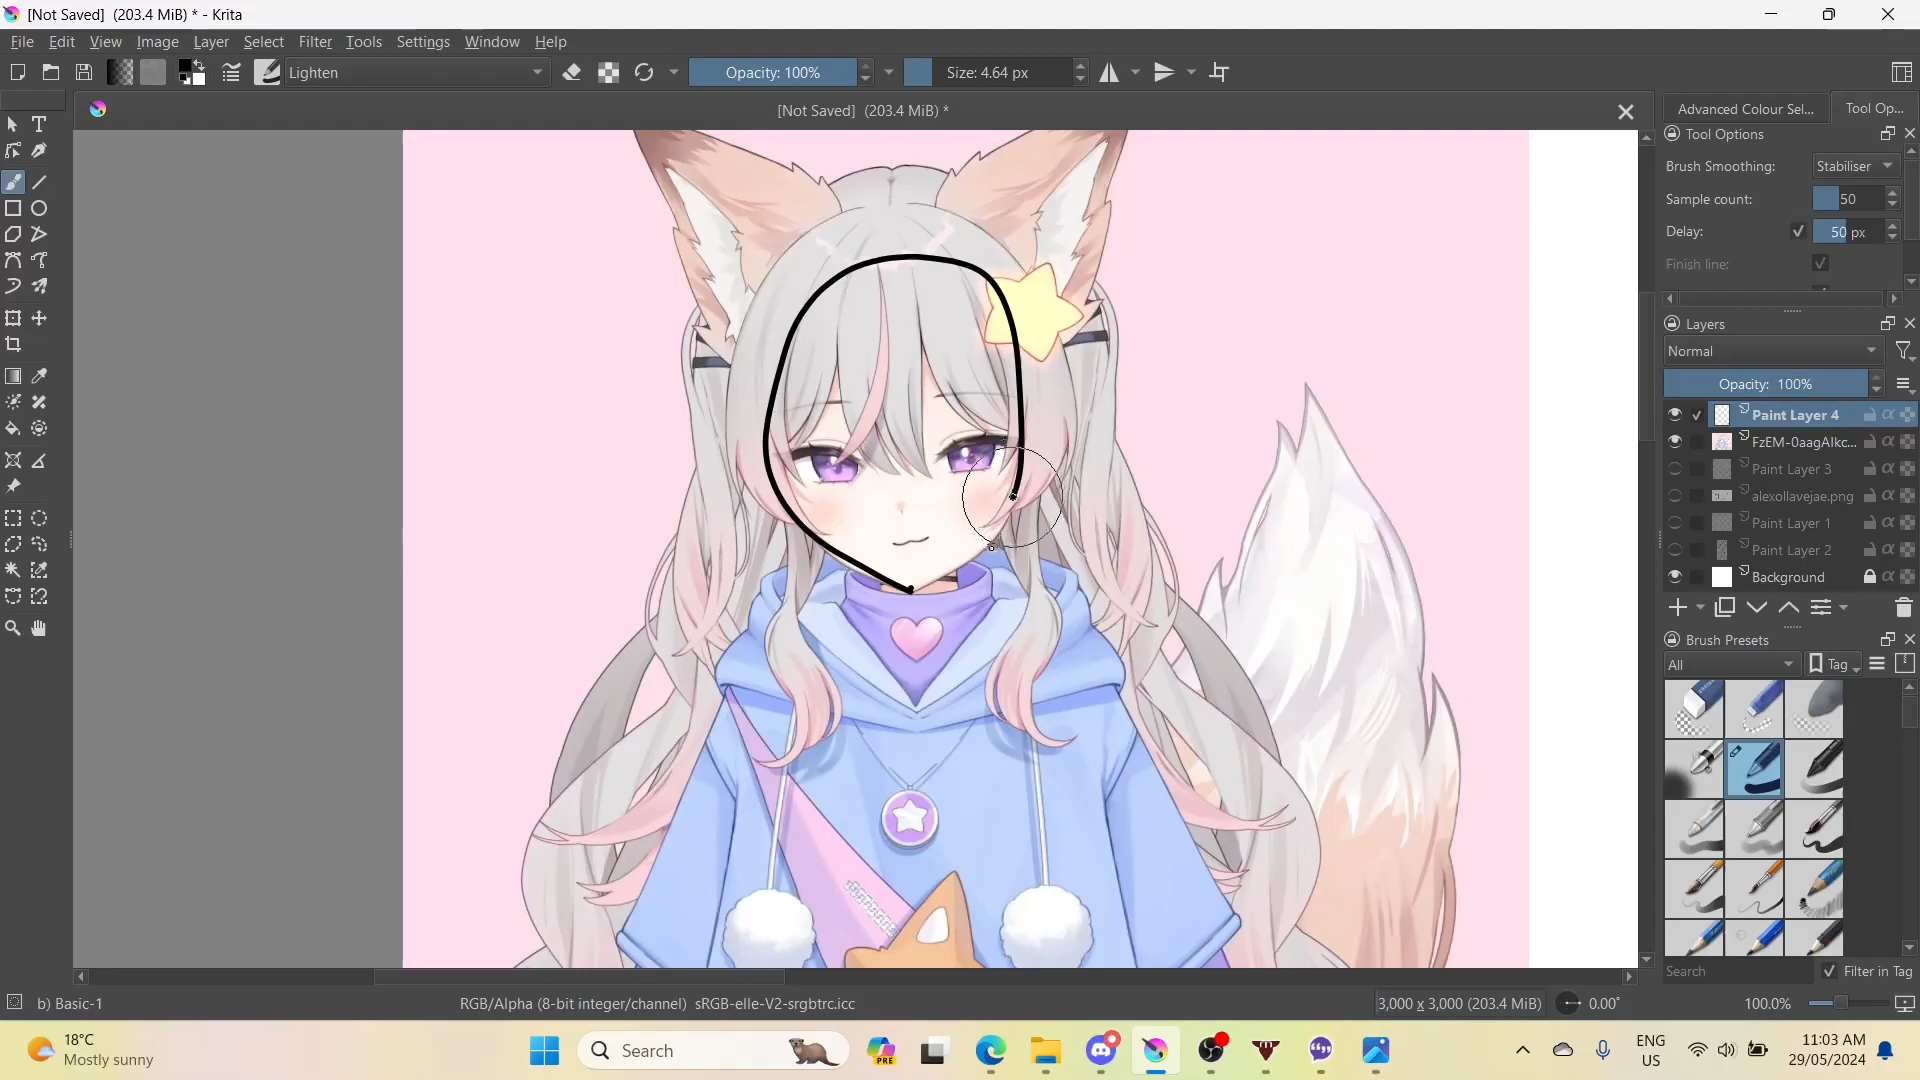 [Not Saved]  (203.4 MiB) * - Krita
File Edit View Image Layer Select Filter Tools Settings Window Help
Lighten
Opacity: 100%
Size: 4.64 px
[Not Saved]  (203.4 MiB) *
Advanced Colour Sel...
Tool Op...
Tool Options
Brush Smoothing:
Stabiliser
Sample count:
50
Delay:
50 px
Finish line:
Layers
Normal
Opacity:  100%
Paint Layer 4
FzEM-0aagAIkc...
Paint Layer 3
alexollavejae.png
Paint Layer 1
Paint Layer 2
Background
Brush Presets
All
Tag
Search
Filter in Tag
b) Basic-1
RGB/Alpha (8-bit integer/channel)  sRGB-elle-V2-srgbtrc.icc
3,000 x 3,000 (203.4 MiB)
0.00°
100.0%
18°C
Mostly sunny
Search
PRE
ENG
US
11:03 AM
29/05/2024